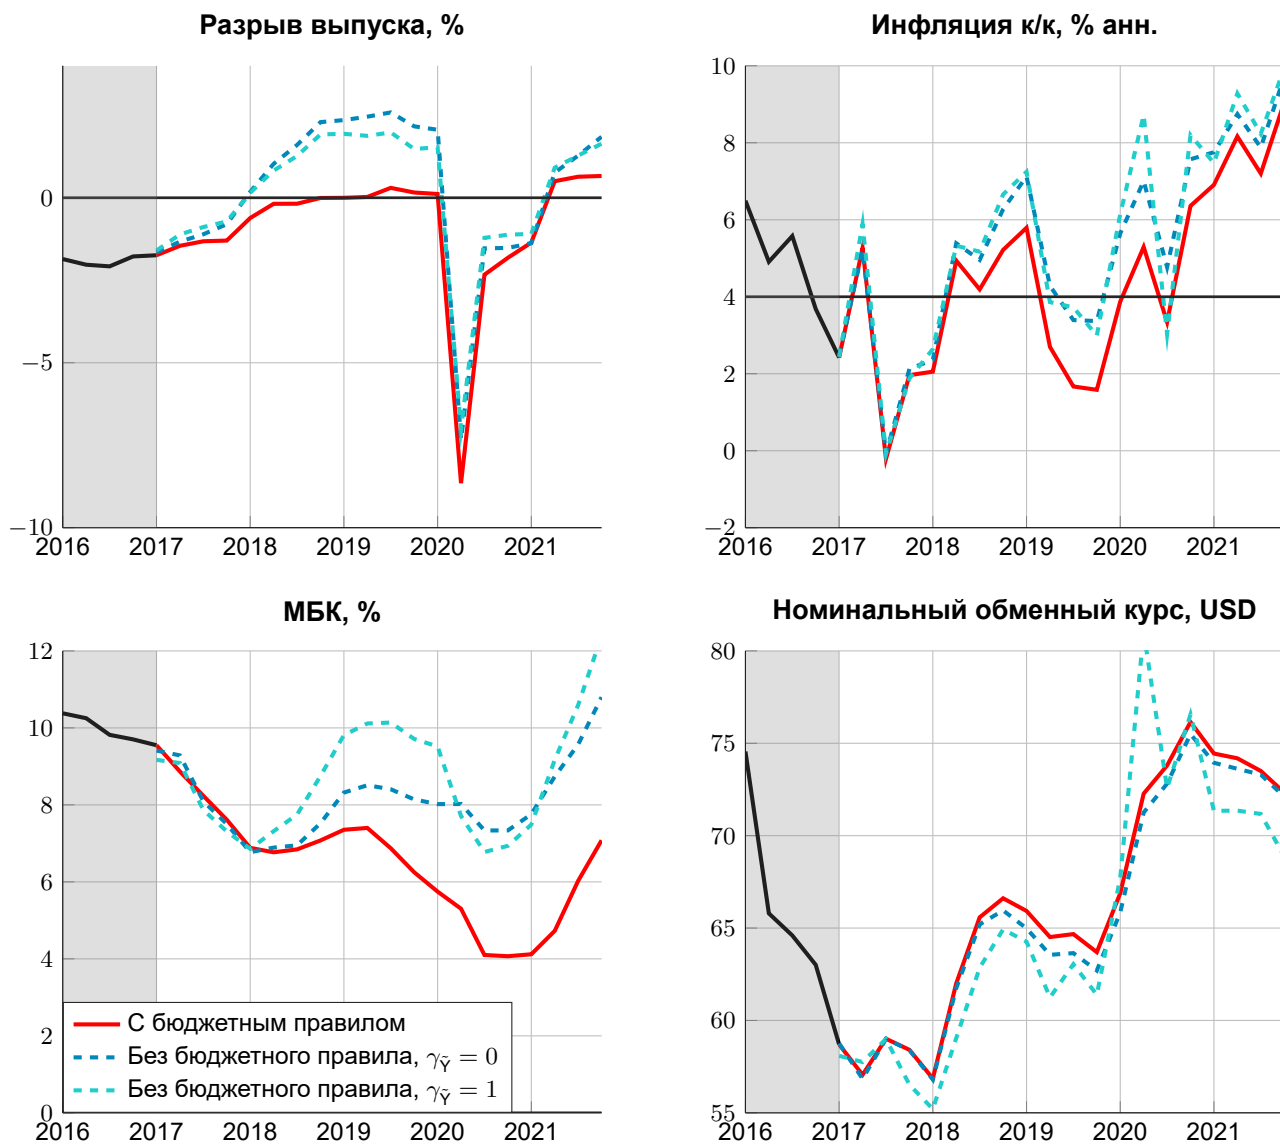 Разрыв выпуска, %
0
−5
−10
2016 2017 2018 2019 2020 2021
Инфляция к/к, % анн.
10
8
6
4
2
0
−2
2016 2017 2018 2019 2020 2021
МБК, %
12
10
8
6
4
2
0
С бюджетным правилом
Без бюджетного правила, γ_Ỹ = 0
Без бюджетного правила, γ_Ỹ = 1
2016 2017 2018 2019 2020 2021
Номинальный обменный курс, USD
80
75
70
65
60
55
2016 2017 2018 2019 2020 2021